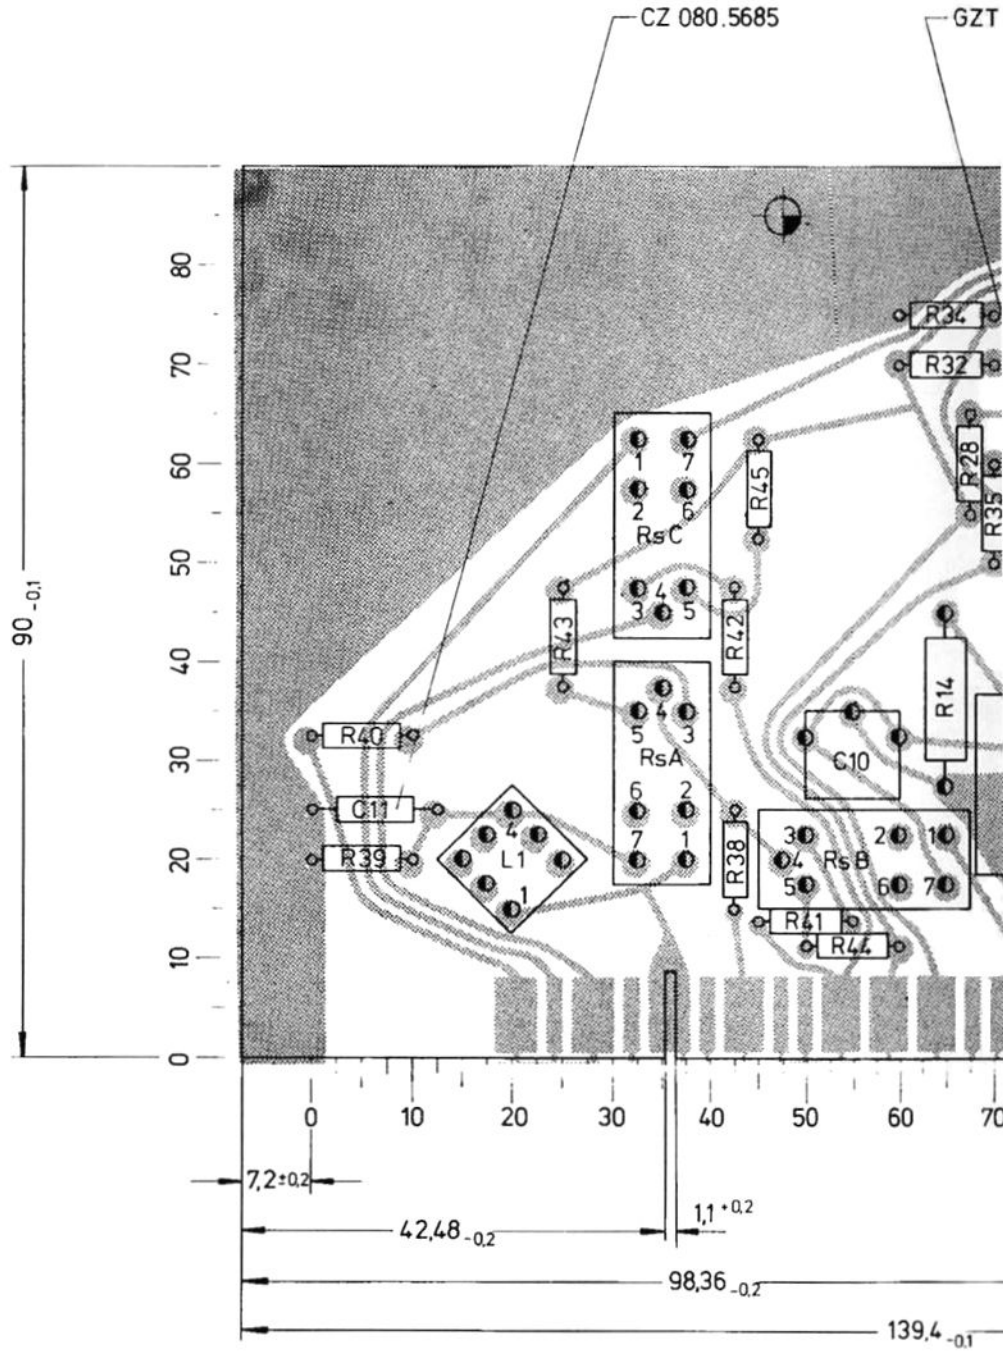 CZ 080.5685
GZT
80
R34
70
R32
1 7
R28
60
R45
2 6
R35
RsC
50
4
3 5
R43
R42
90 -0,1
40
4
R14
5 3
R40
RsA
C10
30
6 2
C11
4
3 2 1
7 1
20
R39
L1
R38
4
RsB
5 6 7
1
R41
R44
10
0
0 10 20 30 40 50 60 70
7,2 ±0,2
1,1 +0,2
42,48 -0,2
98,36 -0,2
139,4 -0,1